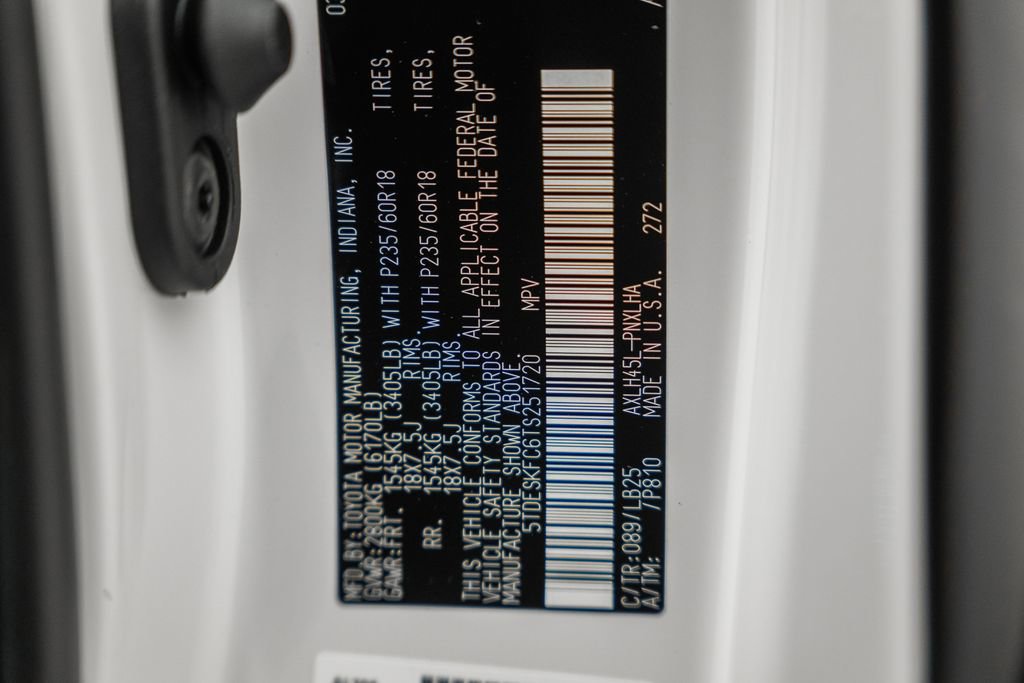 MFD.BY:TOYOTA MOTOR MANUFACTURING, INDIANA, INC. 03
GVWR:2800KG (6170LB)
GAWR:FRT. 1545KG (3405LB) WITH P235/60R18 TIRES,
18X7.5J RIMS.
RR. 1545KG (3405LB) WITH P235/60R18 TIRES,
18X7.5J RIMS.
THIS VEHICLE CONFORMS TO ALL APPLICABLE FEDERAL MOTOR
VEHICLE SAFETY STANDARDS IN EFFECT ON THE DATE OF
MANUFACTURE SHOWN ABOVE.
5TDESKFC6TS251720 MPV
C/TR:089/LB25 AXLH45L-PNXLHA
A/TM: /P810 MADE IN U.S.A. 272